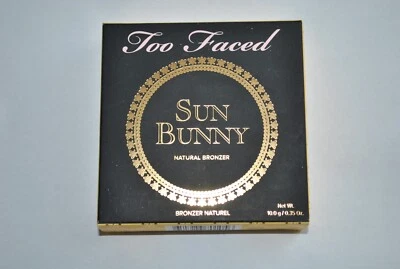 Too Faced
SUN
BUNNY
NATURAL BRONZER
BRONZER NATUREL
Net Wt.
10.0 g / 0.35 Oz.